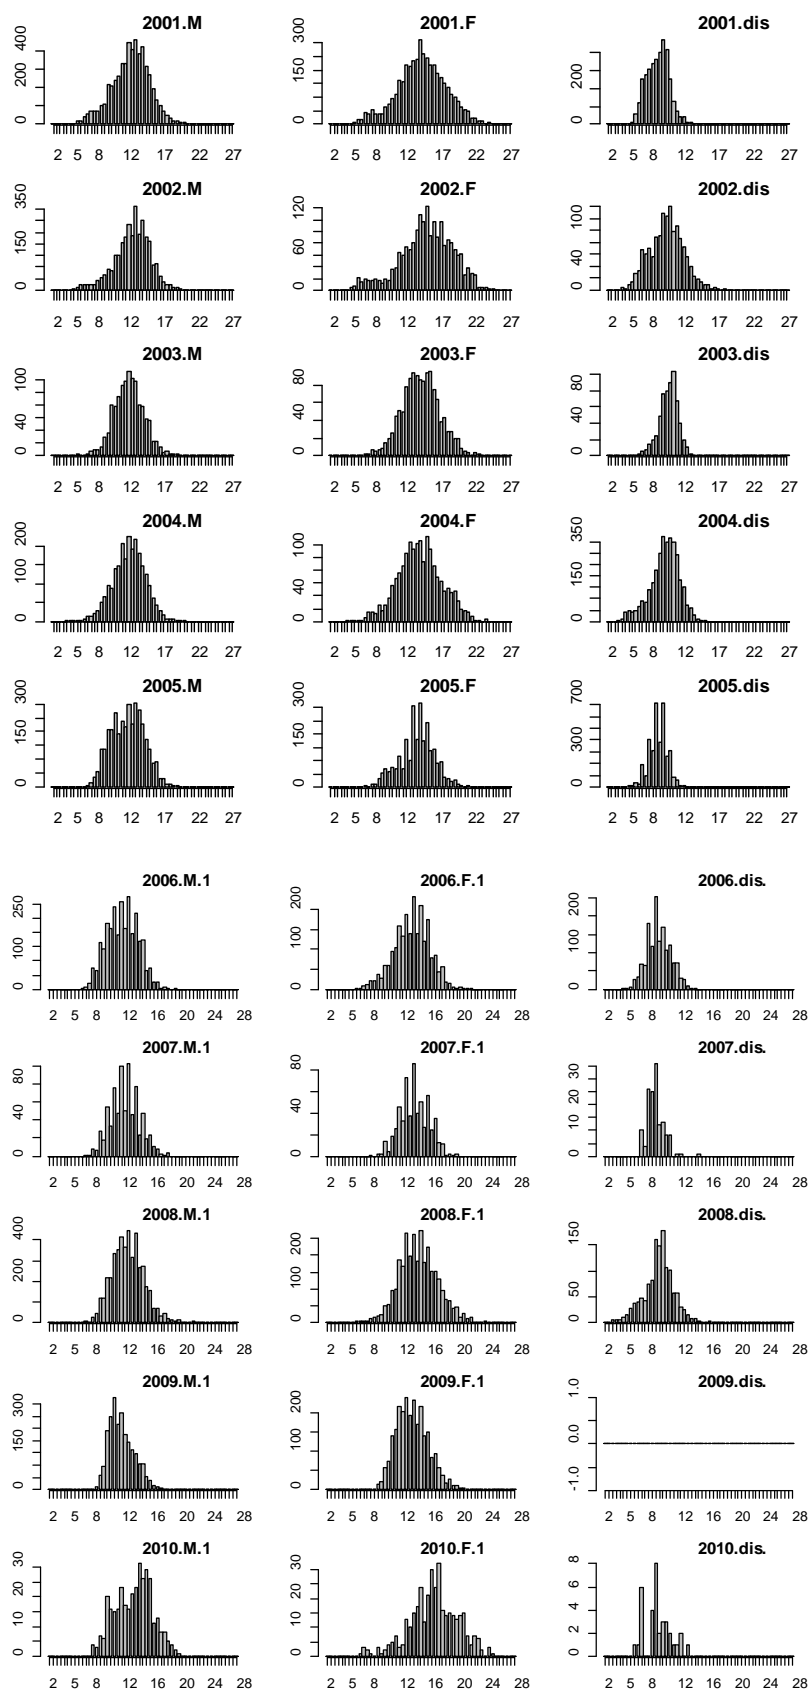 2001.M 2001.F 2001.dis
0 200 400 0 150 300 0 200
2 5 8 12 17 22 27 2 5 8 12 17 22 27 2 5 8 12 17 22 27
2002.M 2002.F 2002.dis
0 150 350 0 60 120 0 40 100
2 5 8 12 17 22 27 2 5 8 12 17 22 27 2 5 8 12 17 22 27
2003.M 2003.F 2003.dis
0 40 100 0 40 80 0 40 80
2 5 8 12 17 22 27 2 5 8 12 17 22 27 2 5 8 12 17 22 27
2004.M 2004.F 2004.dis
0 100 200 0 40 100 0 150 350
2 5 8 12 17 22 27 2 5 8 12 17 22 27 2 5 8 12 17 22 27
2005.M 2005.F 2005.dis
0 150 300 0 150 300 0 300 700
2 5 8 12 17 22 27 2 5 8 12 17 22 27 2 5 8 12 17 22 27
2006.M.1 2006.F.1 2006.dis.
0 100 250 0 100 200 0 100 200
2 8 12 16 20 24 28 2 8 12 16 20 24 28 2 8 12 16 20 24 28
2007.M.1 2007.F.1 2007.dis.
0 40 80 0 40 80 0 10 20 30
2 8 12 16 20 24 28 2 8 12 16 20 24 28 2 8 12 16 20 24 28
2008.M.1 2008.F.1 2008.dis.
0 200 400 0 100 200 0 50 150
2 8 12 16 20 24 28 2 8 12 16 20 24 28 2 8 12 16 20 24 28
2009.M.1 2009.F.1 2009.dis.
0 150 300 0 100 200 -1.0 0.0 1.0
2 8 12 16 20 24 28 2 8 12 16 20 24 28 2 8 12 16 20 24 28
2010.M.1 2010.F.1 2010.dis.
0 10 20 30 0 10 20 30 0 2 4 6 8
2 8 12 16 20 24 28 2 8 12 16 20 24 28 2 8 12 16 20 24 28